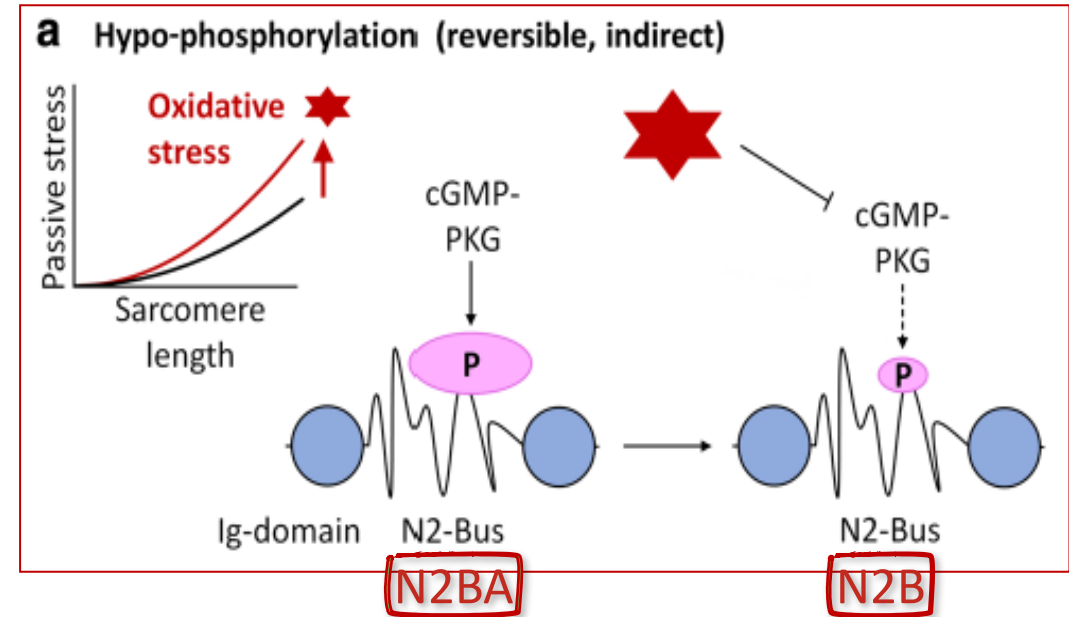 a Hypo-phosphorylation (reversible, indirect)
Passive stress
Oxidative
stress
Sarcomere
length
cGMP-
PKG
P
cGMP-
PKG
P
Ig-domain
N2-Bus
N2-Bus
N2BA
N2B